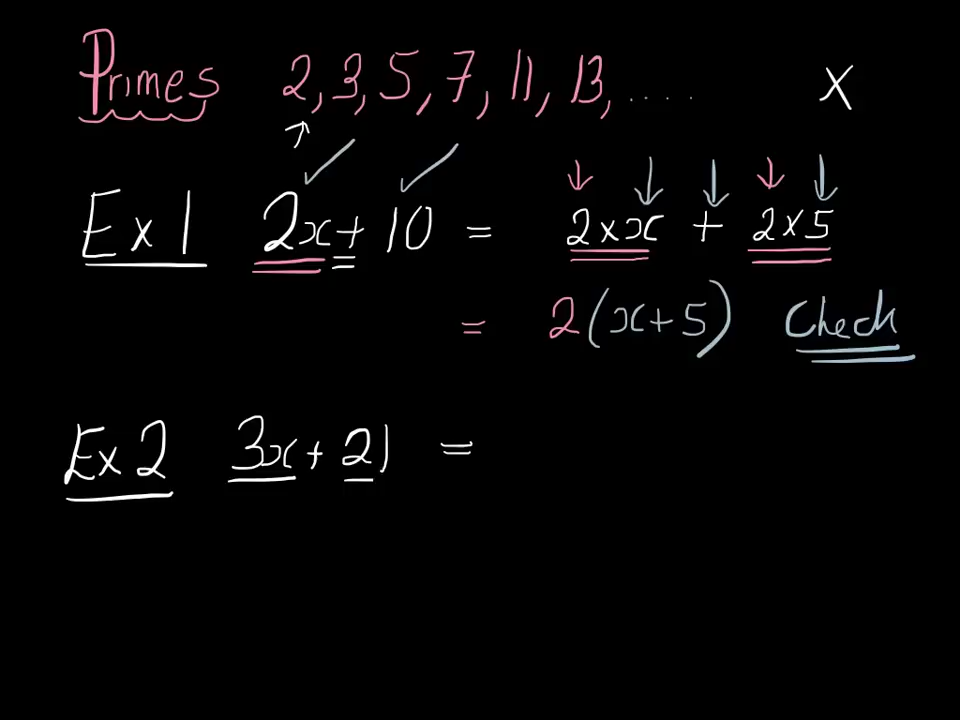 Primes 2, 3, 5, 7, 11, 13, .... X
Ex 1 2x + 10 = 2 × x + 2 × 5
= 2(x + 5) Check
Ex 2 3x + 21 =